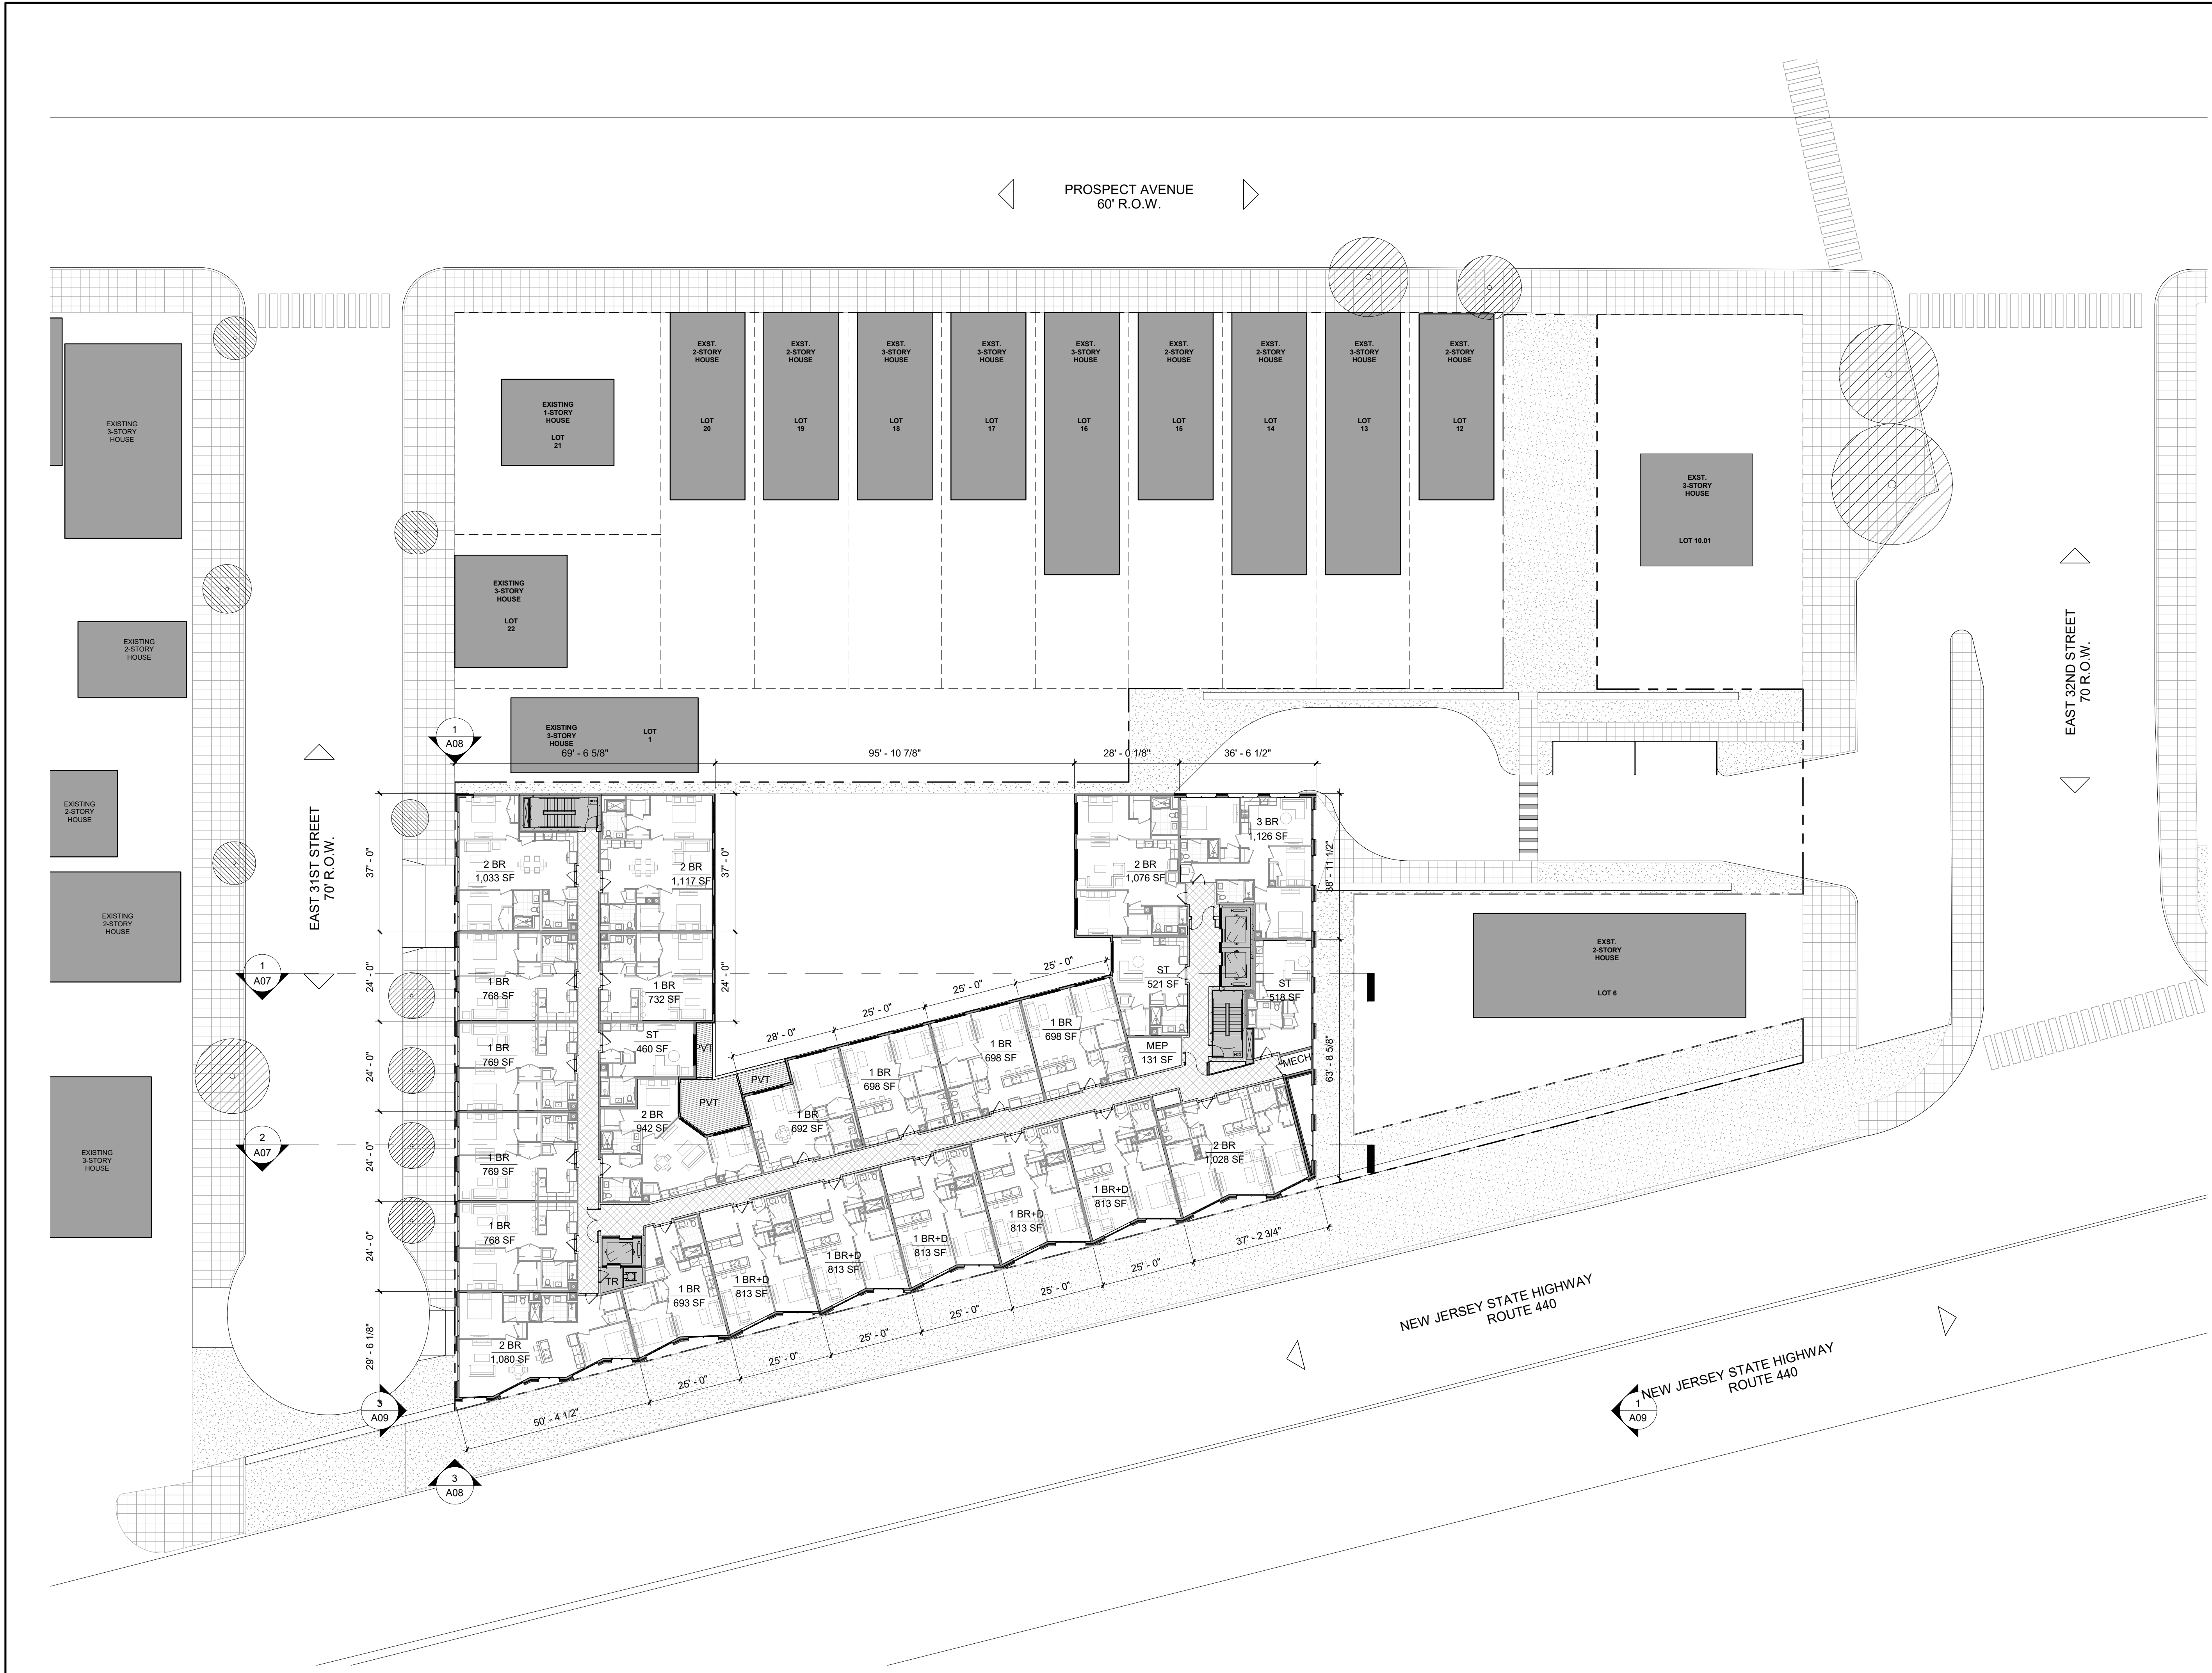 PROSPECT AVENUE
60' R.O.W.
EXISTING
3-STORY
HOUSE
EXISTING
1-STORY
HOUSE
LOT
21
EXST.
2-STORY
HOUSE
LOT
20
EXST.
2-STORY
HOUSE
LOT
19
EXST.
3-STORY
HOUSE
LOT
18
EXST.
3-STORY
HOUSE
LOT
17
EXST.
3-STORY
HOUSE
LOT
16
EXST.
2-STORY
HOUSE
LOT
15
EXST.
2-STORY
HOUSE
LOT
14
EXST.
3-STORY
HOUSE
LOT
13
EXST.
2-STORY
HOUSE
LOT
12
EXST.
3-STORY
HOUSE
LOT 10.01
EXISTING
3-STORY
HOUSE
LOT
22
EXISTING
2-STORY
HOUSE
EAST 32ND STREET
70 R.O.W.
EXISTING
3-STORY
HOUSE
LOT
1
1
A08
69' - 6 5/8"
95' - 10 7/8"
28' - 0 1/8"
36' - 6 1/2"
EXISTING
2-STORY
HOUSE
EAST 31ST STREET
70' R.O.W.
37' - 0"
2 BR
1,033 SF
2 BR
1,117 SF
37' - 0"
2 BR
1,076 SF
3 BR
1,126 SF
38' - 11 1/2"
EXISTING
2-STORY
HOUSE
EXST.
2-STORY
HOUSE
LOT 6
1
A07
24' - 0"
1 BR
768 SF
1 BR
732 SF
24' - 0"
ST
521 SF
ST
518 SF
28' - 0"
25' - 0"
25' - 0"
25' - 0"
24' - 0"
1 BR
769 SF
ST
460 SF
PVT
PVT
PVT
1 BR
692 SF
1 BR
698 SF
1 BR
698 SF
1 BR
698 SF
MEP
131 SF
MECH
63' - 8 5/8"
2
A07
24' - 0"
1 BR
769 SF
2 BR
942 SF
EXISTING
3-STORY
HOUSE
24' - 0"
1 BR
768 SF
TR
1 BR
693 SF
1 BR+D
813 SF
1 BR+D
813 SF
1 BR+D
813 SF
1 BR+D
813 SF
1 BR+D
813 SF
2 BR
1,028 SF
29' - 6 1/8"
2 BR
1,080 SF
50' - 4 1/2"
25' - 0"
25' - 0"
25' - 0"
25' - 0"
25' - 0"
25' - 0"
37' - 2 3/4"
NEW JERSEY STATE HIGHWAY
ROUTE 440
NEW JERSEY STATE HIGHWAY
ROUTE 440
3
A09
1
A09
3
A08